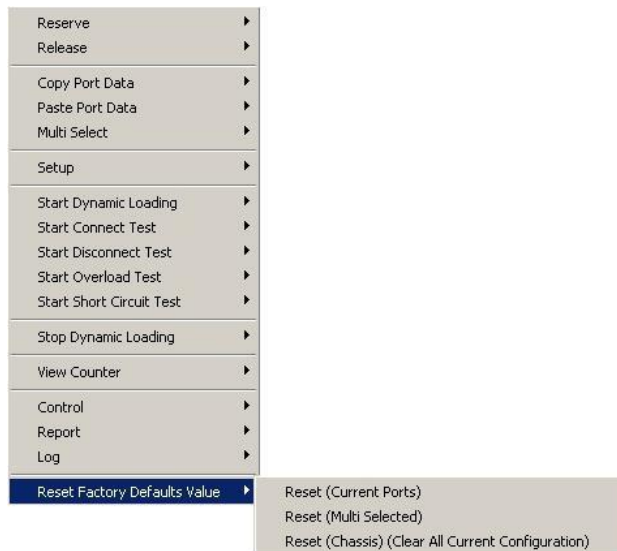 Reserve
Release
Copy Port Data
Paste Port Data
Multi Select
Setup
Start Dynamic Loading
Start Connect Test
Start Disconnect Test
Start Overload Test
Start Short Circuit Test
Stop Dynamic Loading
View Counter
Control
Report
Log
Reset Factory Defaults Value
Reset (Current Ports)
Reset (Multi Selected)
Reset (Chassis) (Clear All Current Configuration)